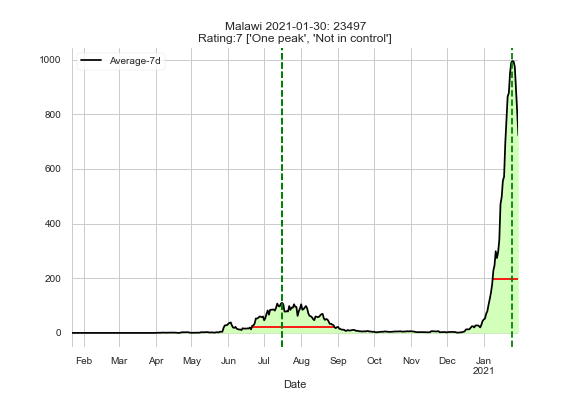 Malawi 2021-01-30: 23497
Rating:7 ['One peak', 'Not in control']
Average-7d
1000
800
600
400
200
0
Feb Mar Apr May Jun Jul Aug Sep Oct Nov Dec Jan
2021
Date